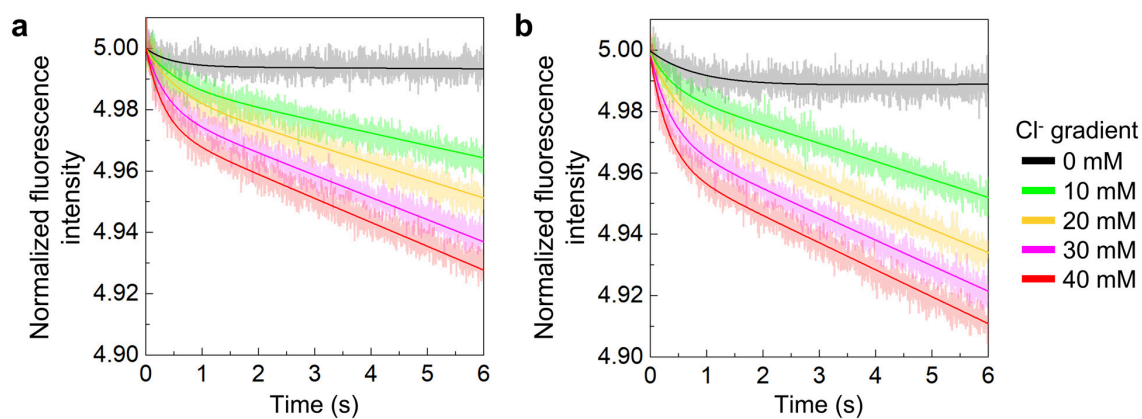 a
Normalized fluorescence
intensity
5.00
4.98
4.96
4.94
4.92
4.90
0 1 2 3 4 5 6
Time (s)
b
Normalized fluorescence
intensity
5.00
4.98
4.96
4.94
4.92
4.90
0 1 2 3 4 5 6
Time (s)
Cl⁻ gradient
0 mM
10 mM
20 mM
30 mM
40 mM